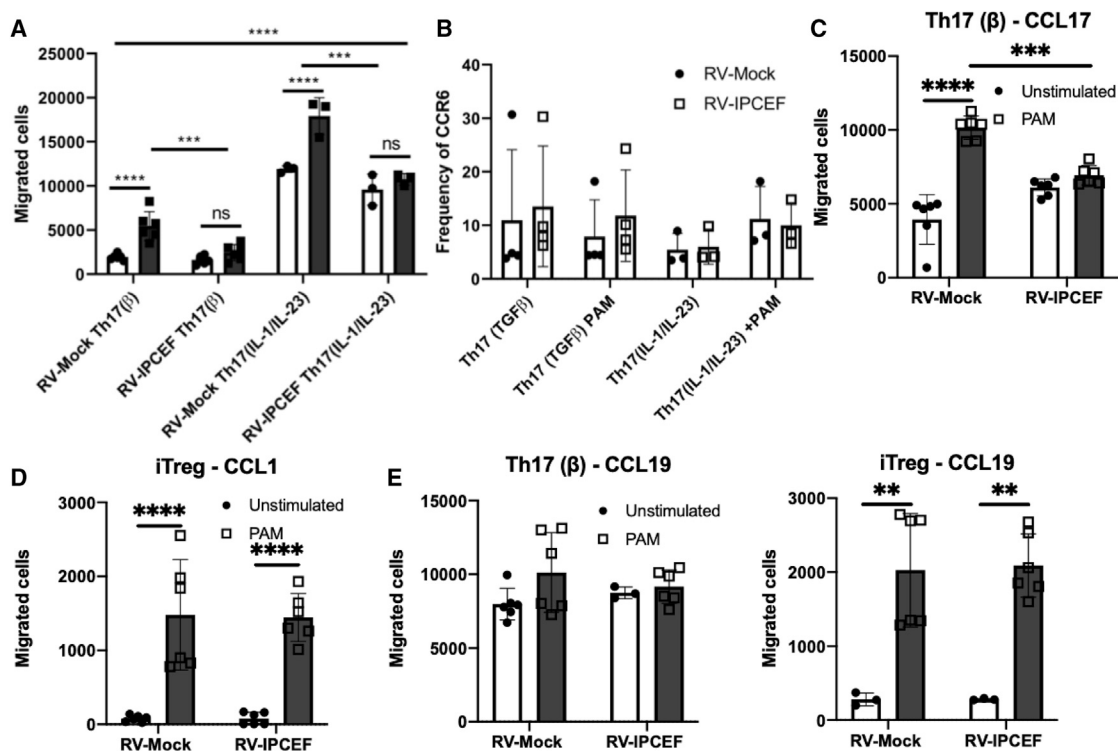 A
Migrated cells
25000
20000
15000
10000
5000
0
****
***
****
***
****
ns
ns
RV-Mock Th17(β)
RV-IPCEF Th17(β)
RV-Mock Th17(IL-1/IL-23)
RV-IPCEF Th17(IL-1/IL-23)
B
Frequency of CCR6
40
30
20
10
0
RV-Mock
RV-IPCEF
Th17 (TGFβ)
Th17 (TGFβ) PAM
Th17(IL-1/IL-23)
Th17(IL-1/IL-23) +PAM
C
Th17 (β) - CCL17
Migrated cells
15000
10000
5000
0
***
****
Unstimulated
PAM
RV-Mock
RV-IPCEF
D
iTreg - CCL1
Migrated cells
3000
2000
1000
0
****
****
Unstimulated
PAM
RV-Mock
RV-IPCEF
E
Th17 (β) - CCL19
Migrated cells
15000
10000
5000
0
Unstimulated
PAM
RV-Mock
RV-IPCEF
iTreg - CCL19
Migrated cells
3000
2000
1000
0
**
**
RV-Mock
RV-IPCEF